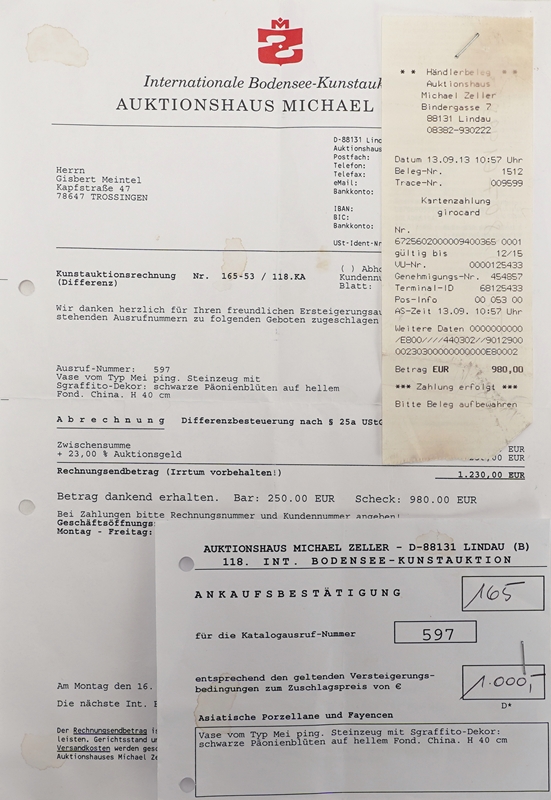 Internationale Bodensee-Kunstauk
AUKTIONSHAUS MICHAEL
D-88131 Lind
Auktionshaus
Postfach:
Telefon:
Telefax:
eMail:
Bankkonto:
IBAN:
BIC:
Bankkonto:
USt-Ident-Nr
Herrn
Gisbert Meintel
Kapfstraße 47
78647 TROSSINGEN
Kunstauktionsrechnung Nr. 165-53 / 118.KA
(Differenz)
( ) Abho
Kundennu
Blatt:
Wir danken herzlich für Ihren freundlichen Ersteigerungsau
stehenden Ausrufnummern zu folgenden Geboten zugeschlagen
Ausruf-Nummer: 597
Vase vom Typ Mei ping. Steinzeug mit
Sgraffito-Dekor: schwarze Päonienblüten auf hellem
Fond. China. H 40 cm
Abrechnung Differenzbesteuerung nach § 25a UStG
Zwischensumme EUR
+ 23,00 % Auktionsgeld EUR
Rechnungsendbetrag (Irrtum vorbehalten!) 1.230,00 EUR
Betrag dankend erhalten. Bar: 250.00 EUR Scheck: 980.00 EUR
Bei Zahlungen bitte Rechnungsnummer und Kundennummer angeben!
Geschäftsöffnungs
Montag - Freitag:
Am Montag den 16.
Die nächste Int. B
Der Rechnungsendbetrag i
leisten. Gerichtsstand u
Versandkosten werden gesc
Auktionshauses Michael Ze
* * Händlerbeleg * *
Auktionshaus
Michael Zeller
Bindergasse 7
88131 Lindau
08382-930222
Datum 13.09.13 10:57 Uhr
Beleg-Nr. 1512
Trace-Nr. 009599
Kartenzahlung
girocard
Nr.
6725602000009400365 0001
gültig bis 12/15
VU-Nr. 0000125433
Genehmigungs-Nr. 454857
Terminal-ID 68125433
Pos-Info 00 053 00
AS-Zeit 13.09. 10:57 Uhr
Weitere Daten 0000000000
/EB00////440302//9012900
00230300000000000E80002
Betrag EUR 980,00
*** Zahlung erfolgt ***
Bitte Beleg aufbewahren
AUKTIONSHAUS MICHAEL ZELLER - D-88131 LINDAU (B)
118. INT. BODENSEE-KUNSTAUKTION
ANKAUFSBESTÄTIGUNG 165
für die Katalogausruf-Nummer 597
entsprechend den geltenden Versteigerungs-
bedingungen zum Zuschlagspreis von € 1.000,-
D*
Asiatische Porzellane und Fayencen
Vase vom Typ Mei ping. Steinzeug mit Sgraffito-Dekor:
schwarze Päonienblüten auf hellem Fond. China. H 40 cm